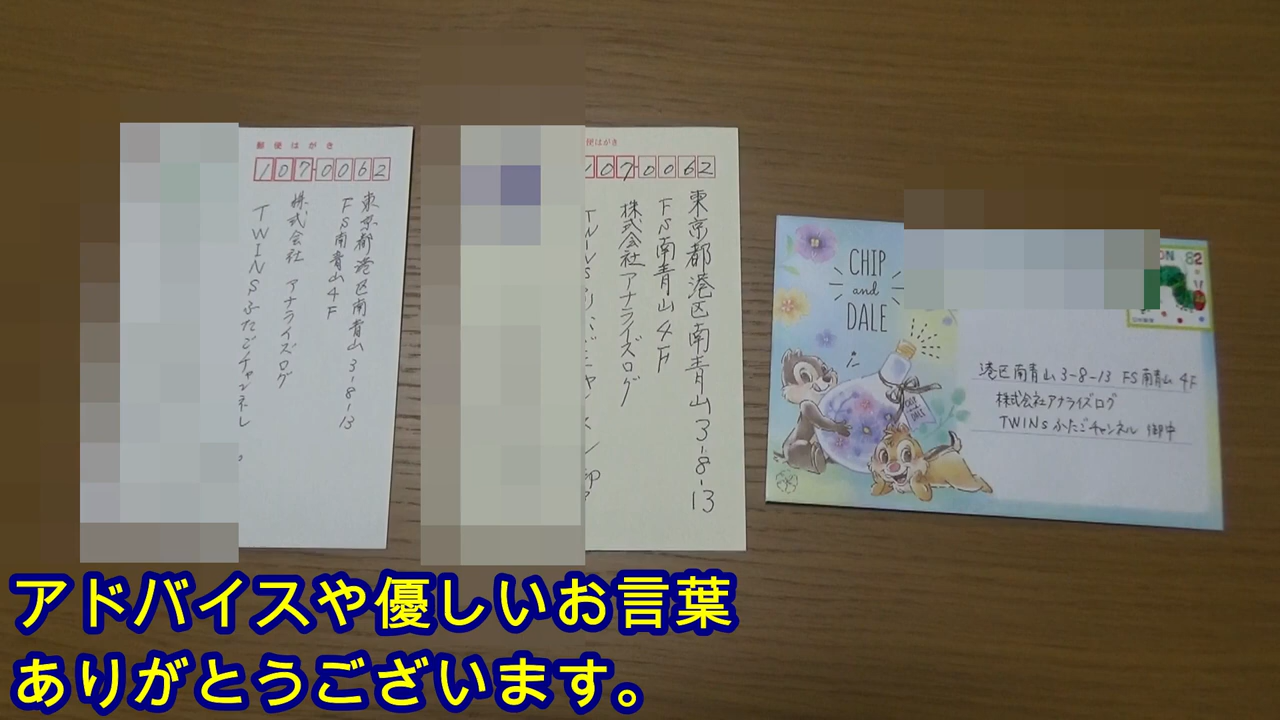 郵便はがき
107-0062
東京都港区南青山3-8-13
FS南青山4F
株式会社 アナライズログ
TWINSふたごチャンネル
便はがき
107-0062
東京都港区南青山3-8-13
FS南青山4F
株式会社アナライズログ
CHIP
and
DALE
82
CHIP
and
DALE
港区南青山3-8-13 FS南青山4F
株式会社アナライズログ
TWINSふたごチャンネル 御中
アドバイスや優しいお言葉
ありがとうございます。